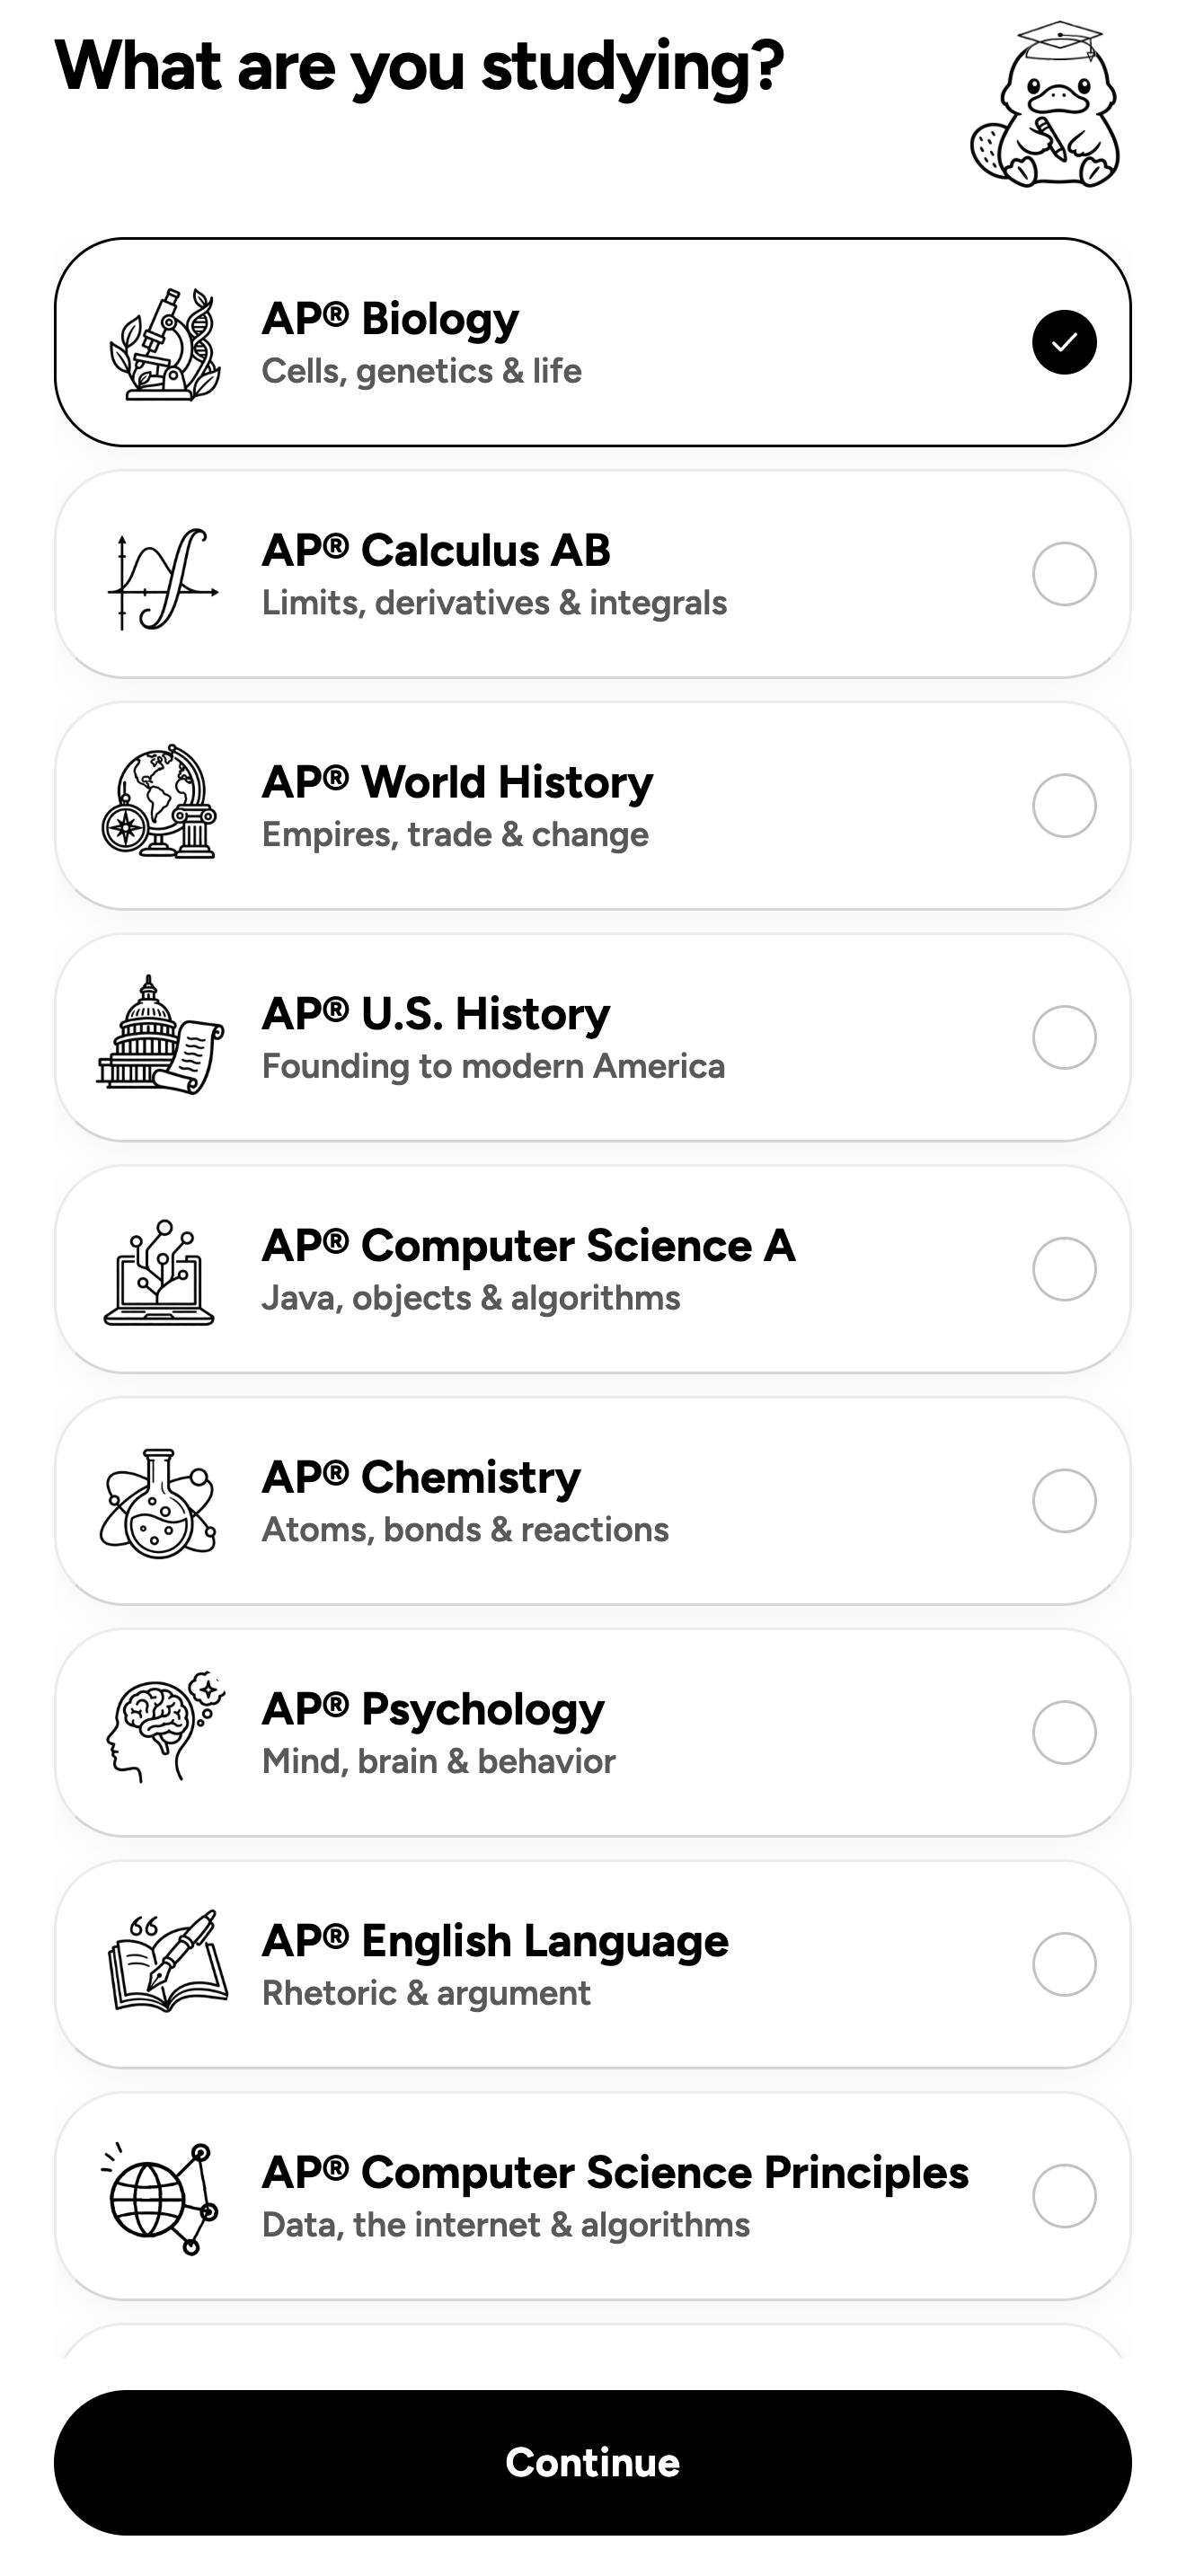 What are you studying?
AP® Biology
Cells, genetics & life
AP® Calculus AB
Limits, derivatives & integrals
AP® World History
Empires, trade & change
AP® U.S. History
Founding to modern America
AP® Computer Science A
Java, objects & algorithms
AP® Chemistry
Atoms, bonds & reactions
AP® Psychology
Mind, brain & behavior
AP® English Language
Rhetoric & argument
AP® Computer Science Principles
Data, the internet & algorithms
Continue